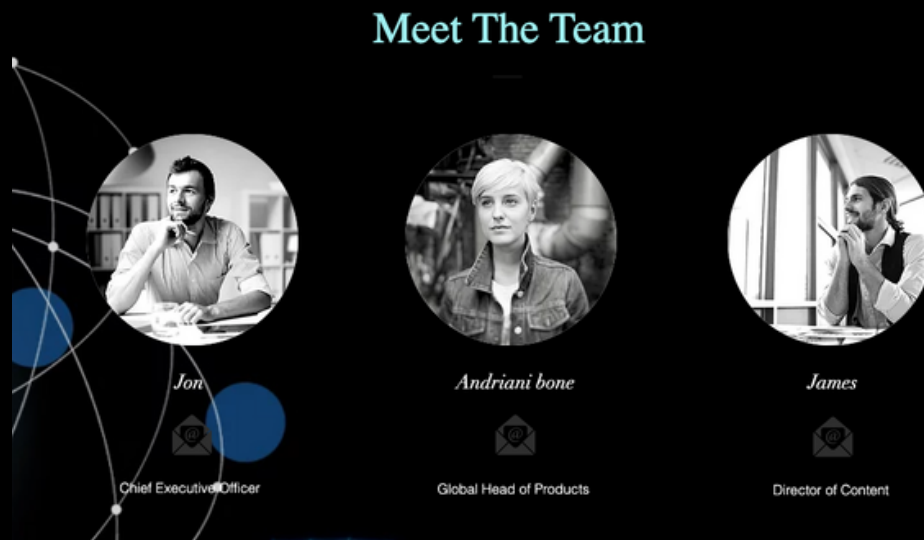 Meet The Team
Jon
Andriani bone
James
@
@
@
Chief Executive Officer
Global Head of Products
Director of Content